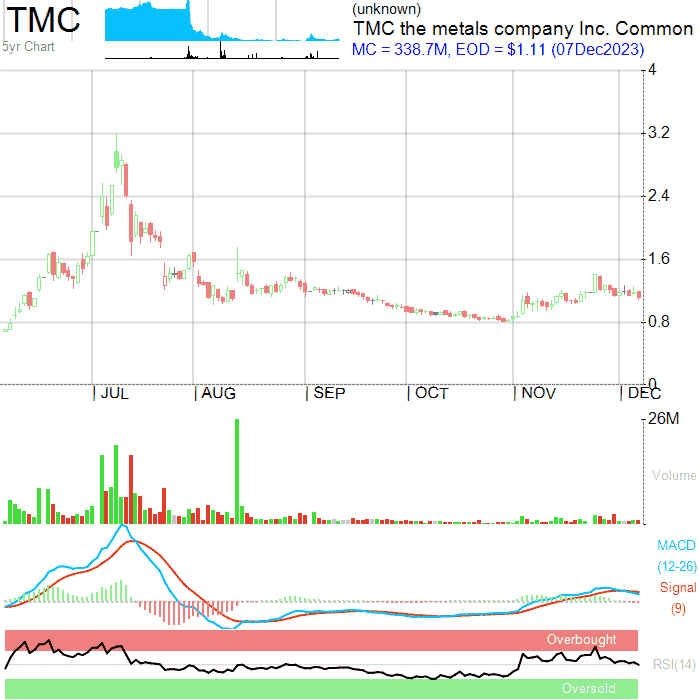 TMC
5yr Chart
(unknown)
TMC the metals company Inc. Common
MC = 338.7M, EOD = $1.11 (07Dec2023)
4
3.2
2.4
1.6
0.8
0
| JUL
| AUG
| SEP
| OCT
| NOV
| DEC
26M
Volume
MACD
(12-26)
Signal
(9)
Overbought
RSI(14)
Oversold